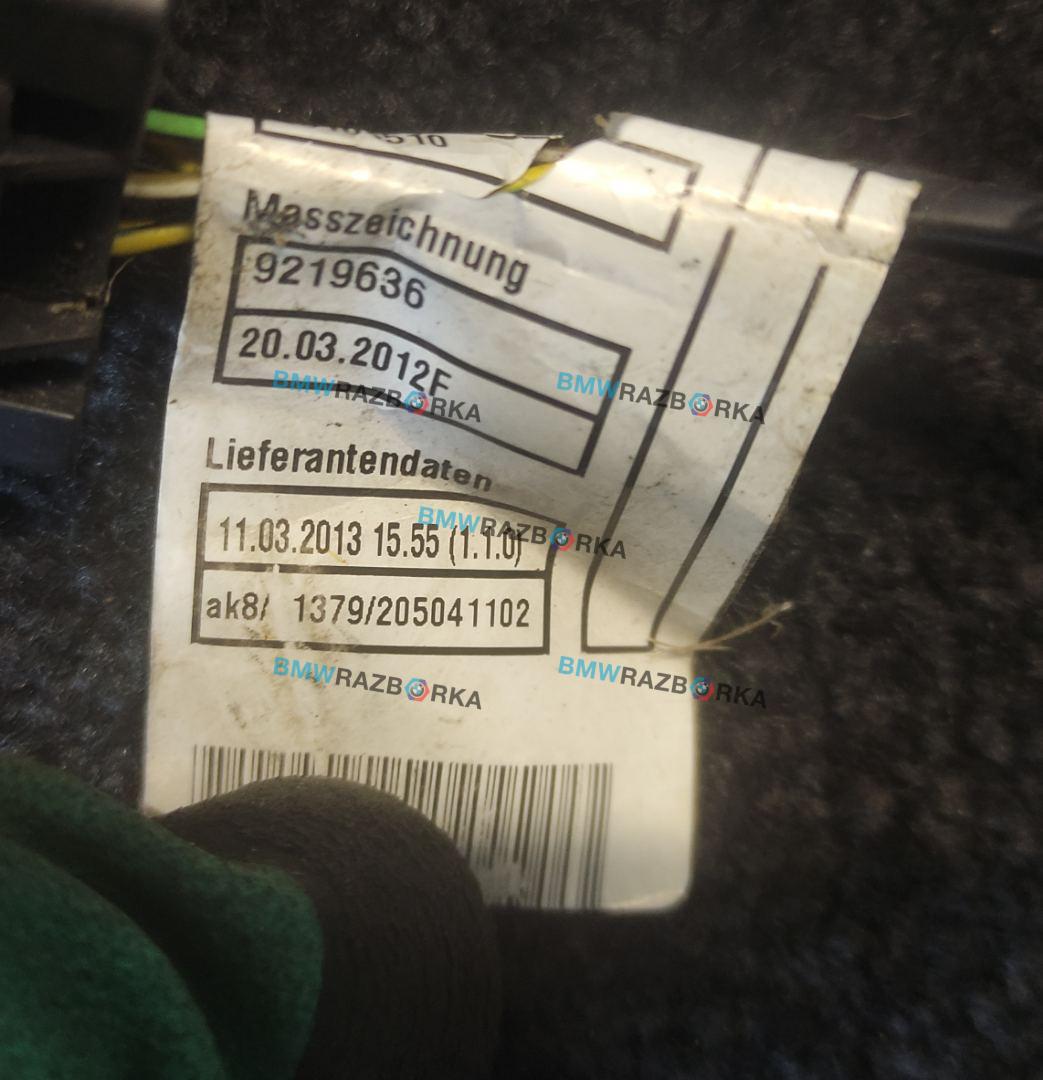 510
Masszeichnung
9219636
20.03.2012F
BMWRAZBORKA
BMWRAZBORKA
Lieferantendaten
BMWRAZBORKA
11.03.2013 15.55 (1.1.0)
ak8/ 1379/205041102
BMWRAZBORKA
BMWRAZBORKA